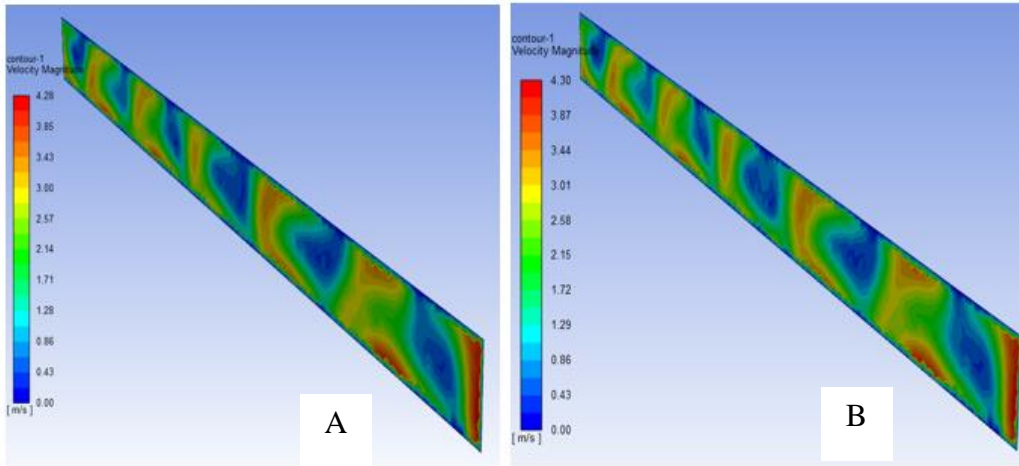 contour-1
Velocity Magnitude
4.28
3.85
3.43
3.00
2.57
2.14
1.71
1.28
0.86
0.43
0.00
[ m/s ]
A
contour-1
Velocity Magnitude
4.30
3.87
3.44
3.01
2.58
2.15
1.72
1.29
0.86
0.43
0.00
[ m/s ]
B